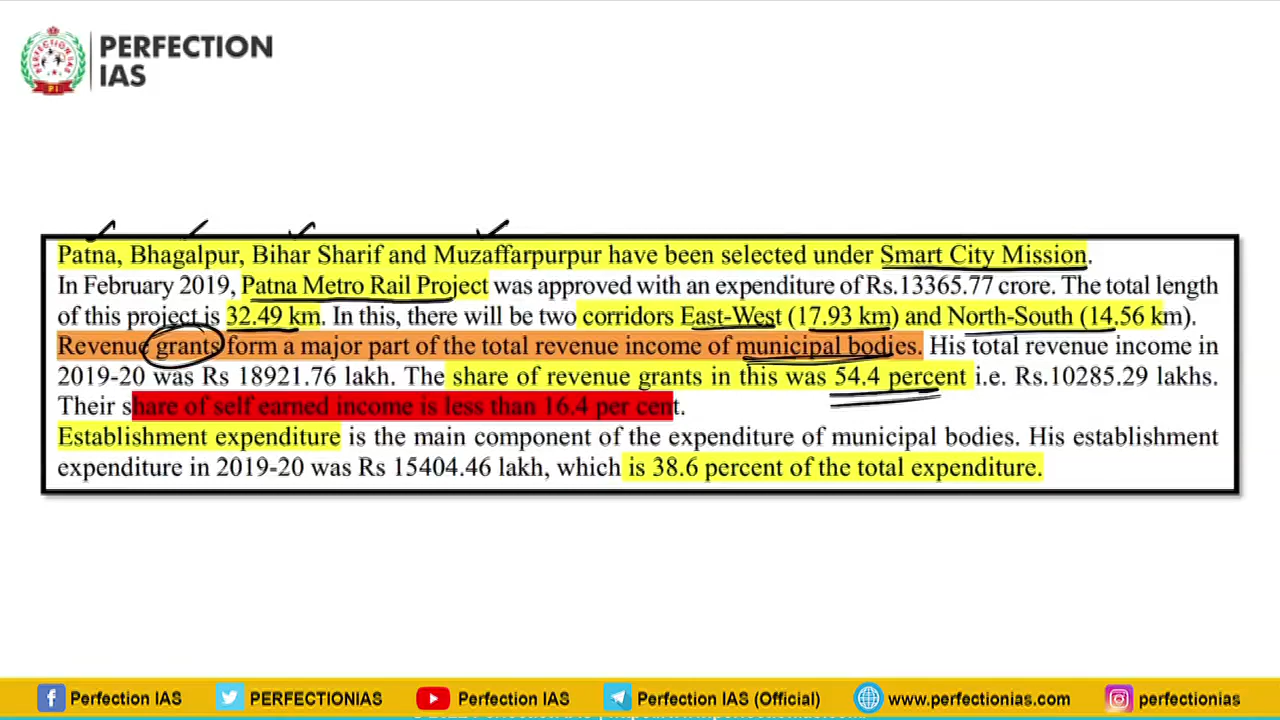 PERFECTION
IAS
Patna, Bhagalpur, Bihar Sharif and Muzaffarpurpur have been selected under Smart City Mission.
In February 2019, Patna Metro Rail Project was approved with an expenditure of Rs.13365.77 crore. The total length
of this project is 32.49 km. In this, there will be two corridors East-West (17.93 km) and North-South (14.56 km).
Revenue grants form a major part of the total revenue income of municipal bodies. His total revenue income in
2019-20 was Rs 18921.76 lakh. The share of revenue grants in this was 54.4 percent i.e. Rs.10285.29 lakhs.
Their share of self earned income is less than 16.4 per cent.
Establishment expenditure is the main component of the expenditure of municipal bodies. His establishment
expenditure in 2019-20 was Rs 15404.46 lakh, which is 38.6 percent of the total expenditure.
Perfection IAS PERFECTIONIAS Perfection IAS Perfection IAS (Official) www.perfectionias.com perfectionias